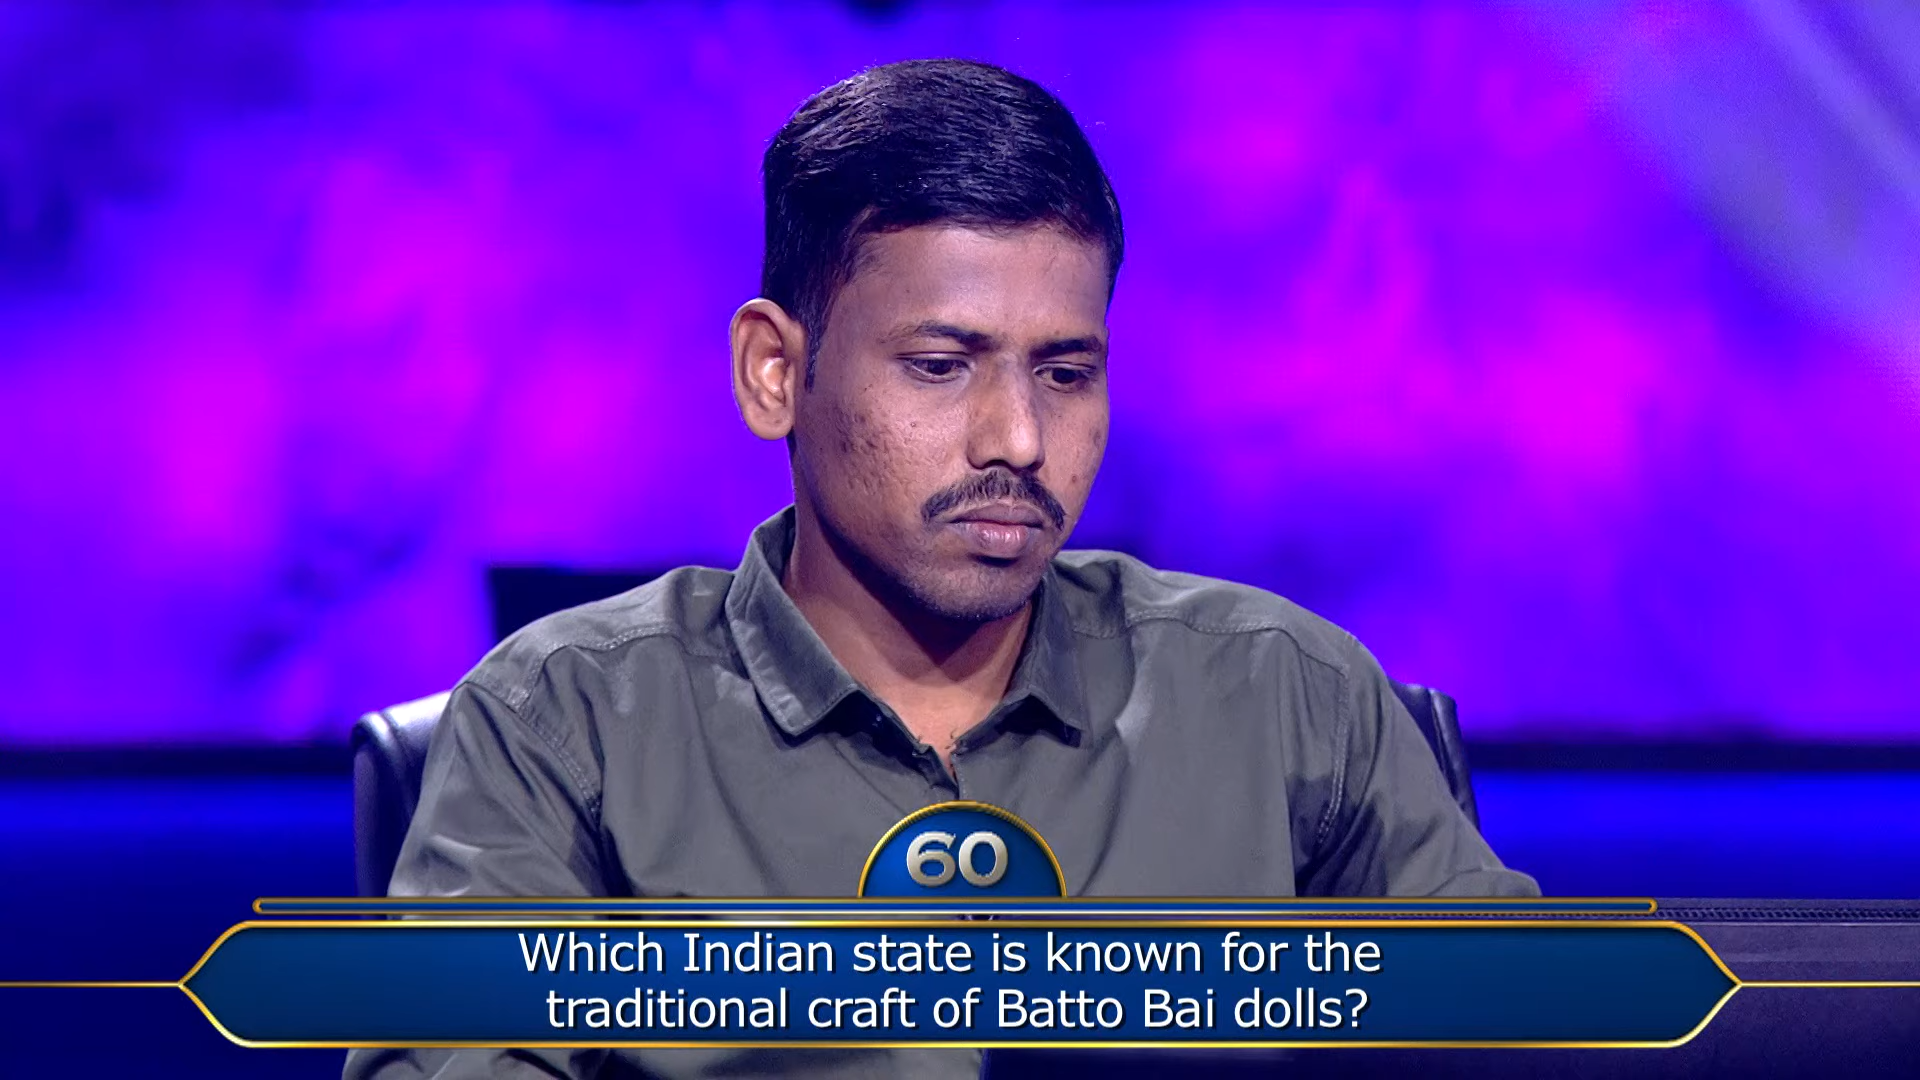 60
Which Indian state is known for the
traditional craft of Batto Bai dolls?